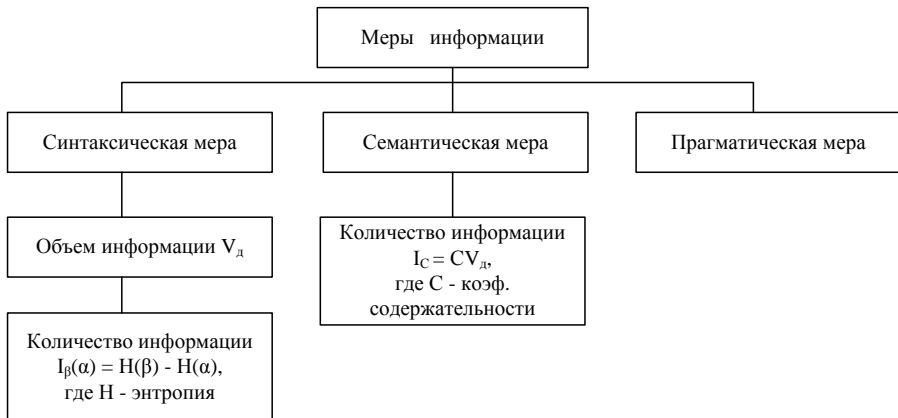 Меры информации
Синтаксическая мера
Семантическая мера
Прагматическая мера
Объем информации Vд
Количество информации
IC = CVд,
где С - коэф.
содержательности
Количество информации
Iβ(α) = H(β) - H(α),
где Н - энтропия